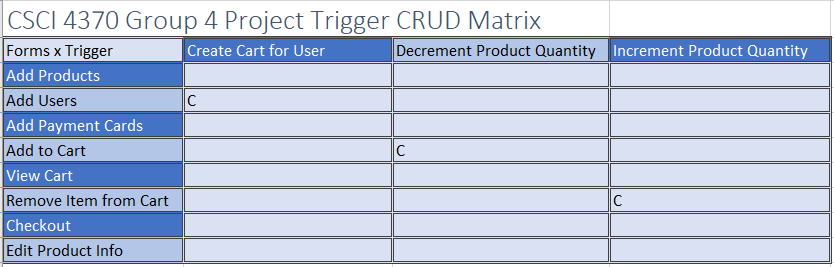 CSCI 4370 Group 4 Project Trigger CRUD Matrix
Forms x Trigger Create Cart for User Decrement Product Quantity Increment Product Quantity
Add Products
Add Users C
Add Payment Cards
Add to Cart C
View Cart
Remove Item from Cart C
Checkout
Edit Product Info